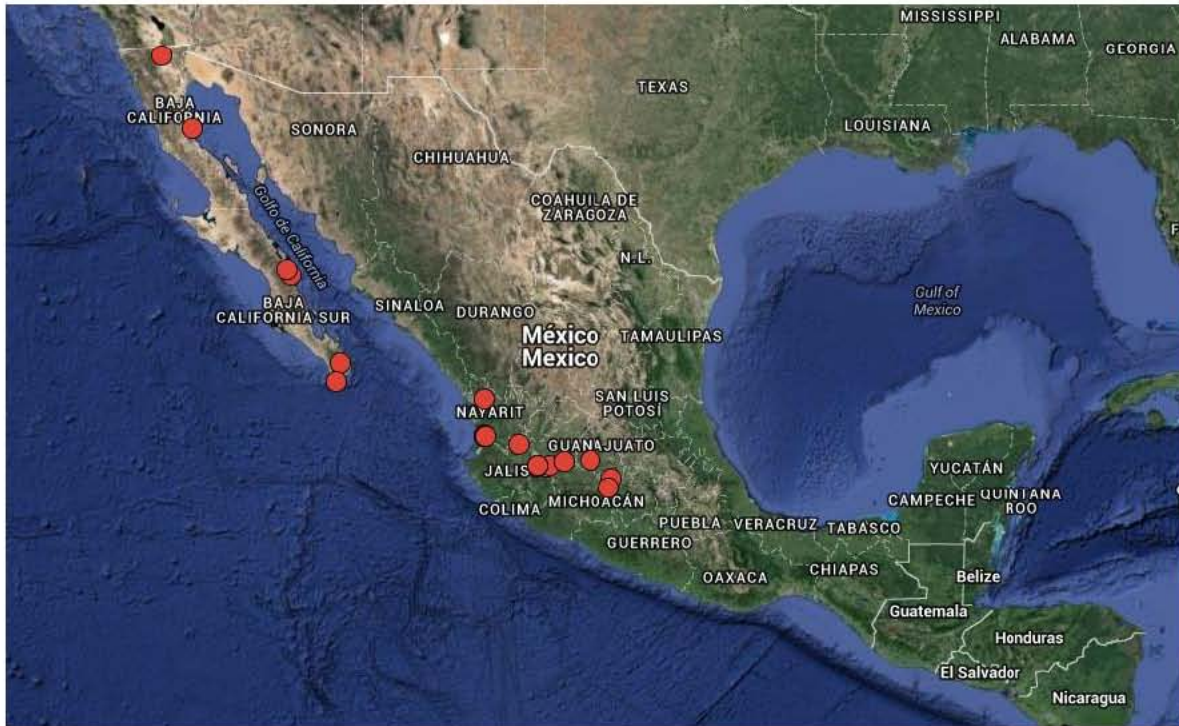 MISSISSIPPI
ALABAMA
GEORGIA
TEXAS
LOUISIANA
BAJA
CALIFORNIA
SONORA
CHIHUAHUA
COAHUILA DE
ZARAGOZA
Golfo de California
N.L.
BAJA
CALIFORNIA SUR
SINALOA
DURANGO
México
Mexico
TAMAULIPAS
Gulf of
Mexico
SAN LUIS
POTOSÍ
NAYARIT
GUANAJUATO
JALIS
COLIMA
MICHOACÁN
GUERRERO
PUEBLA
VERACRUZ
TABASCO
YUCATÁN
CAMPECHE
QUINTANA
ROO
OAXACA
CHIAPAS
Belize
Guatemala
Honduras
El Salvador
Nicaragua